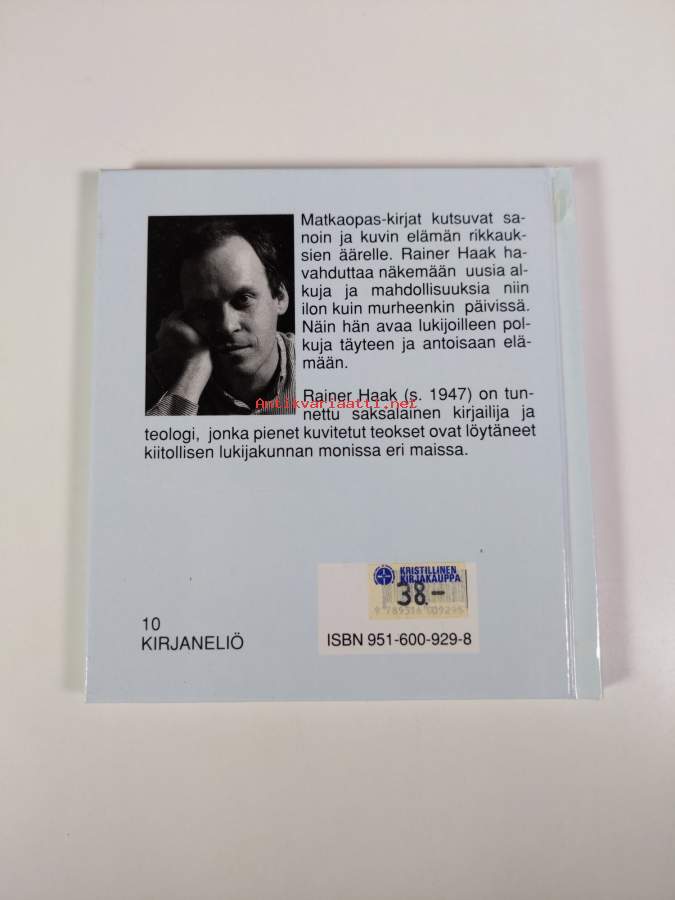 Matkaopas-kirjat kutsuvat sa-
noin ja kuvin elämän rikkauk-
sien äärelle. Rainer Haak ha-
vahduttaa näkemään uusia al-
kuja ja mahdollisuuksia niin
ilon kuin murheenkin päivissä.
Näin hän avaa lukijoilleen pol-
kuja täyteen ja antoisaan elä-
mään.
Rainer Haak (s. 1947) on tun-
Antikvariaatti.net
nettu saksalainen kirjailija ja
teologi, jonka pienet kuvitetut teokset ovat löytäneet
kiitollisen lukijakunnan monissa eri maissa.
KRISTILLINEN
KIRJAKAUPPA
38.–
9 789516 009295
10
KIRJANELIÖ
ISBN 951-600-929-8